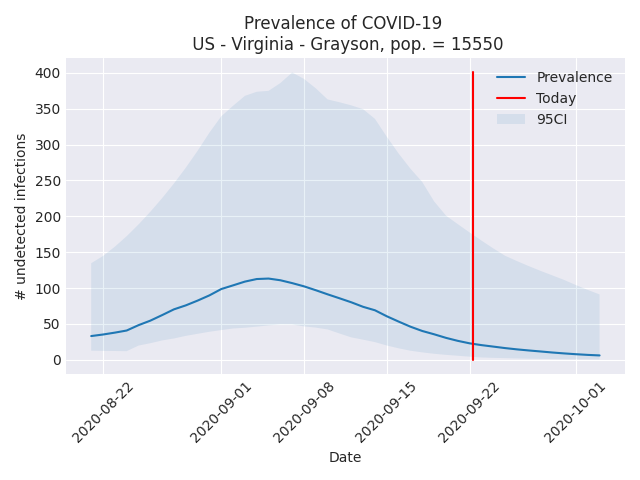 Prevalence of COVID-19
US - Virginia - Grayson, pop. = 15550
400
350
300
250
200
150
100
50
0
# undetected infections
Prevalence
Today
95CI
2020-08-22
2020-09-01
2020-09-08
2020-09-15
2020-09-22
2020-10-01
Date